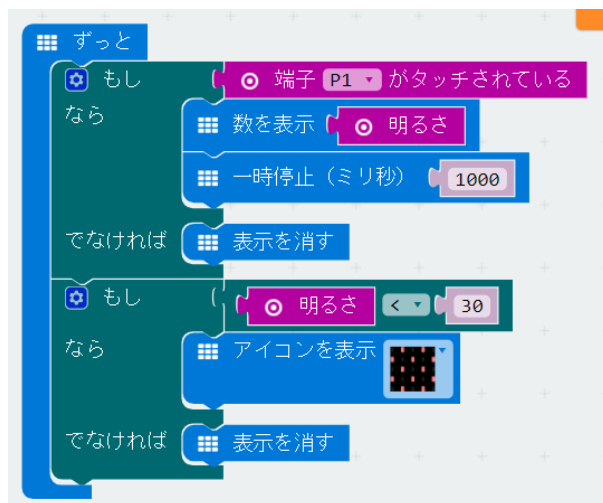 ずっと
もし 端子 P1 がタッチされている
なら 数を表示 明るさ
一時停止（ミリ秒） 1000
でなければ 表示を消す
もし 明るさ < 30
なら アイコンを表示
でなければ 表示を消す